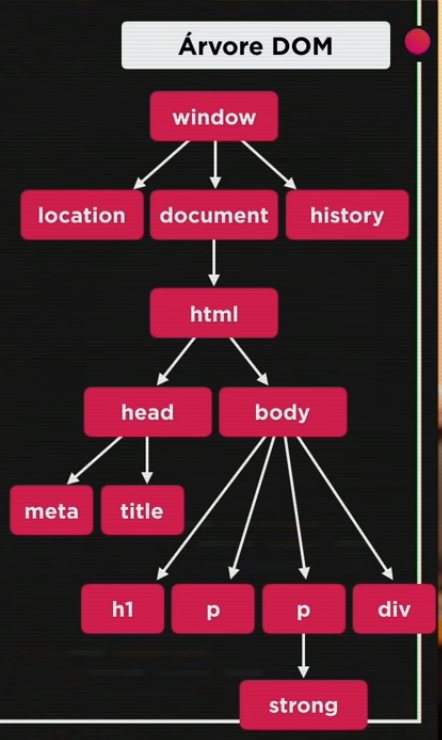 Árvore DOM
window
location document history
html
head body
meta title
h1 p p div
strong